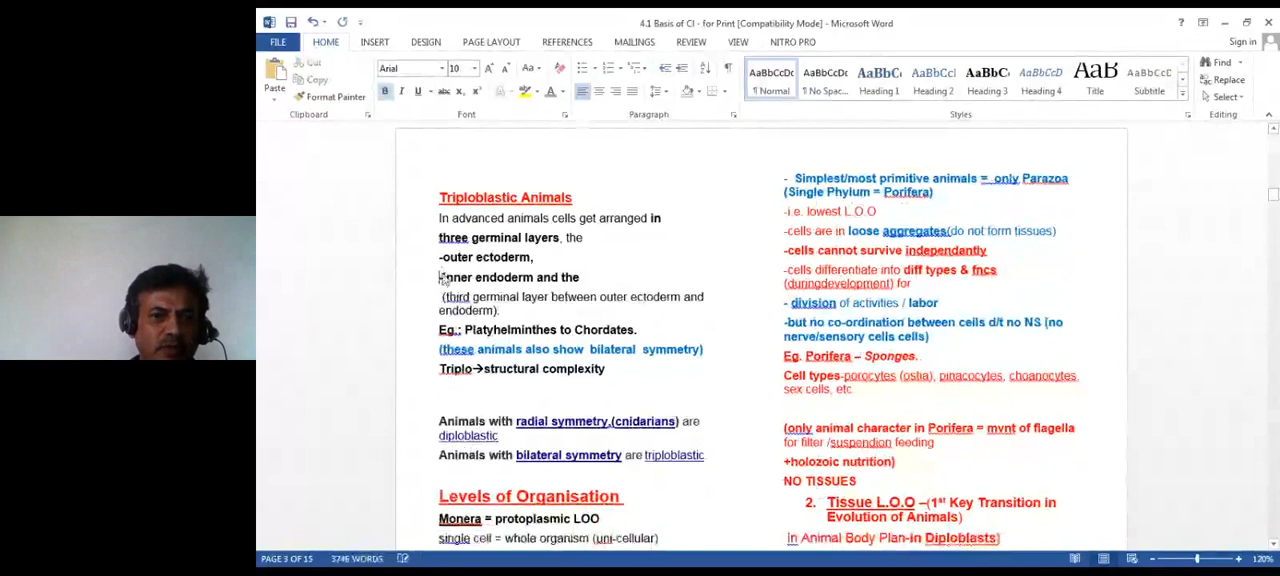 4.1 Basis of Cl - for Print [Compatibility Mode] - Microsoft Word
Sign in
FILE HOME INSERT DESIGN PAGE LAYOUT REFERENCES MAILINGS REVIEW VIEW NITRO PRO
Cut
Copy
Paste
Format Painter
Clipboard
Arial 10
Font
Paragraph
AaBbCcDc AaBbCcDc AaBbC AaBbCc AaBbC AaBbCc AaB AaBbCcD
¶ Normal ¶ No Spac... Heading 1 Heading 2 Heading 3 Heading 4 Title Subtitle
Styles
Find
Replace
Select
Editing
Triploblastic Animals
In advanced animals cells get arranged in
three germinal layers, the
-outer ectoderm,
inner endoderm and the
(third germinal layer between outer ectoderm and
endoderm).
Eg.: Platyhelminthes to Chordates.
(these animals also show bilateral symmetry)
Triplo→structural complexity
Animals with radial symmetry,(cnidarians) are
diploblastic
Animals with bilateral symmetry are triploblastic
Levels of Organisation
Monera = protoplasmic LOO
single cell = whole organism (uni-cellular)
- Simplest/most primitive animals = only Parazoa
(Single Phylum = Porifera)
-i.e. lowest L.O.O
-cells are in loose aggregates(do not form tissues)
-cells cannot survive independantly
-cells differentiate into diff types & fncs
(duringdevelopment) for
- division of activities / labor
-but no co-ordination between cells d/t no NS (no
nerve/sensory cells cells)
Eg. Porifera – Sponges.
Cell types-porocytes (ostia), pinacocytes, choanocytes,
sex cells, etc
(only animal character in Porifera = mvnt of flagella
for filter /suspendion feeding
+holozoic nutrition)
NO TISSUES
2. Tissue L.O.O –(1st Key Transition in
Evolution of Animals)
In Animal Body Plan-in Diploblasts)
PAGE 3 OF 15 3746 WORDS
120%